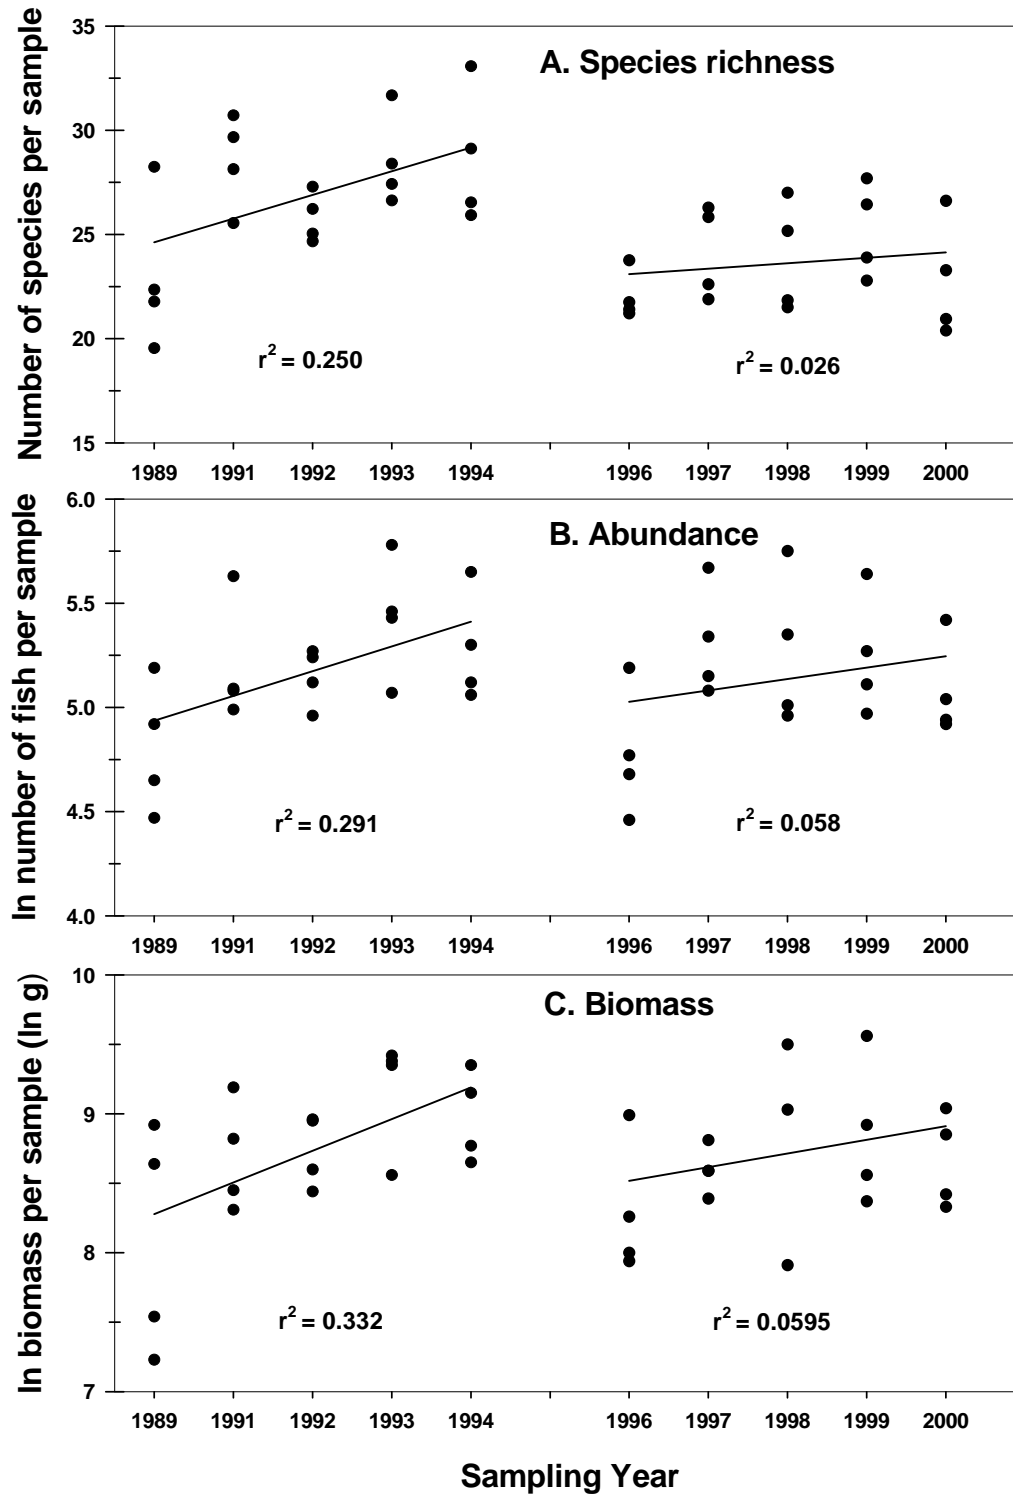 Number of species per sample
35
30
25
20
15
A. Species richness
r² = 0.250
r² = 0.026
1989 1991 1992 1993 1994 1996 1997 1998 1999 2000
ln number of fish per sample
6.0
5.5
5.0
4.5
4.0
B. Abundance
r² = 0.291
r² = 0.058
1989 1991 1992 1993 1994 1996 1997 1998 1999 2000
ln biomass per sample (ln g)
10
9
8
7
C. Biomass
r² = 0.332
r² = 0.0595
1989 1991 1992 1993 1994 1996 1997 1998 1999 2000
Sampling Year